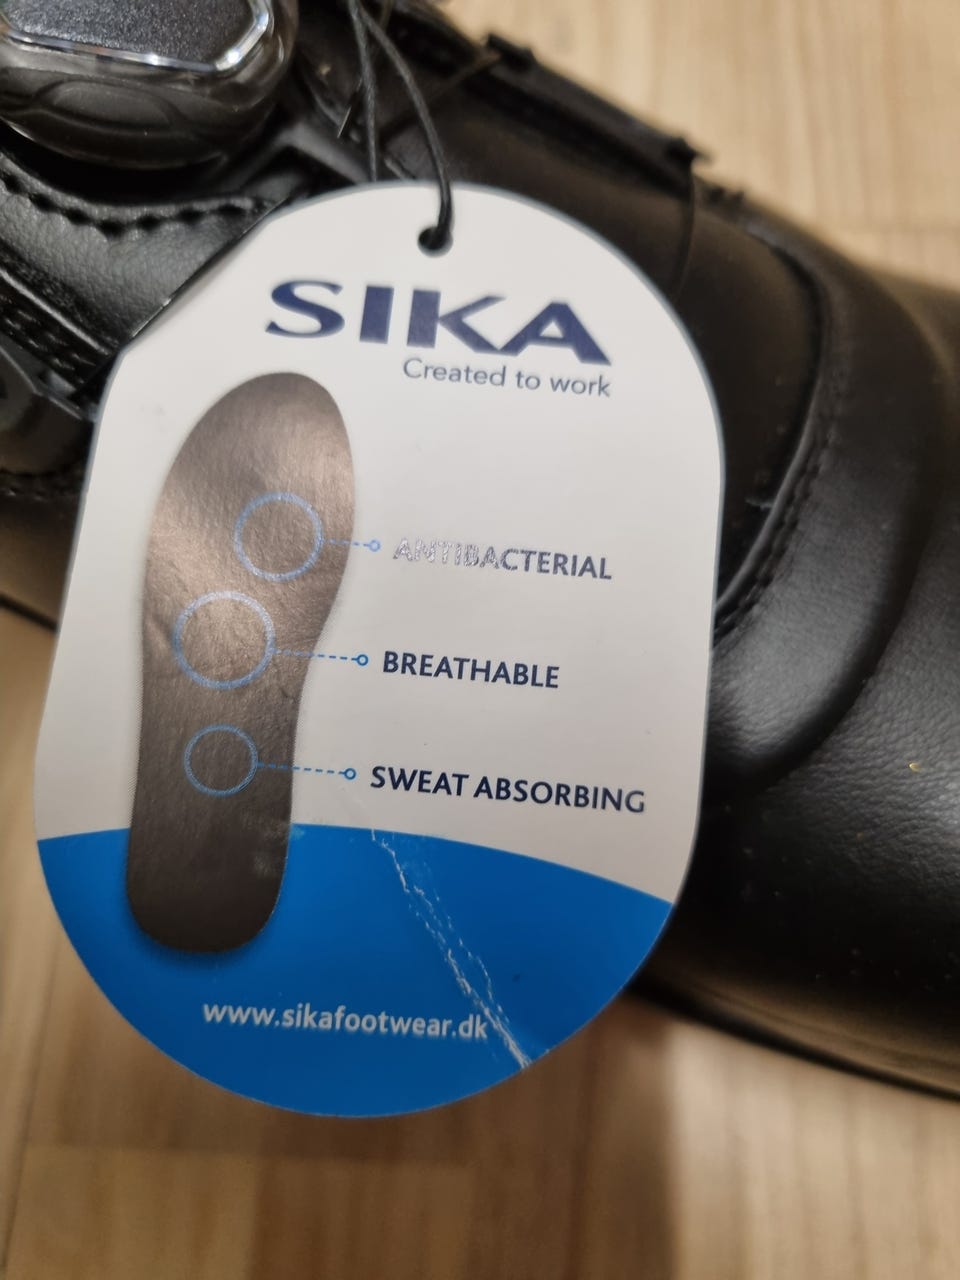 SIKA
Created to work
ANTIBACTERIAL
BREATHABLE
SWEAT ABSORBING
www.sikafootwear.dk